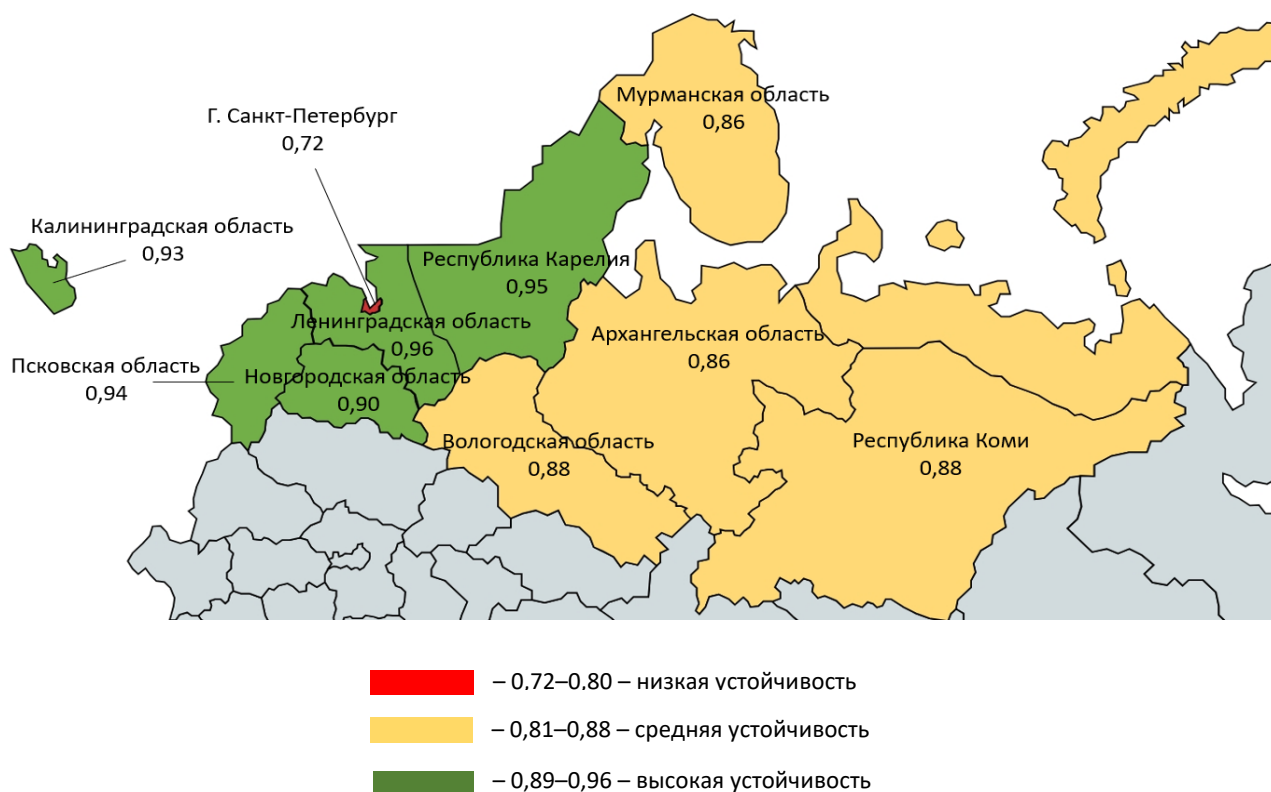 Мурманская область
0,86
Г. Санкт-Петербург
0,72
Калининградская область
0,93
Республика Карелия
0,95
Ленинградская область
0,96
Архангельская область
0,86
Псковская область
0,94
Новгородская область
0,90
Вологодская область
0,88
Республика Коми
0,88
– 0,72–0,80 – низкая устойчивость
– 0,81–0,88 – средняя устойчивость
– 0,89–0,96 – высокая устойчивость